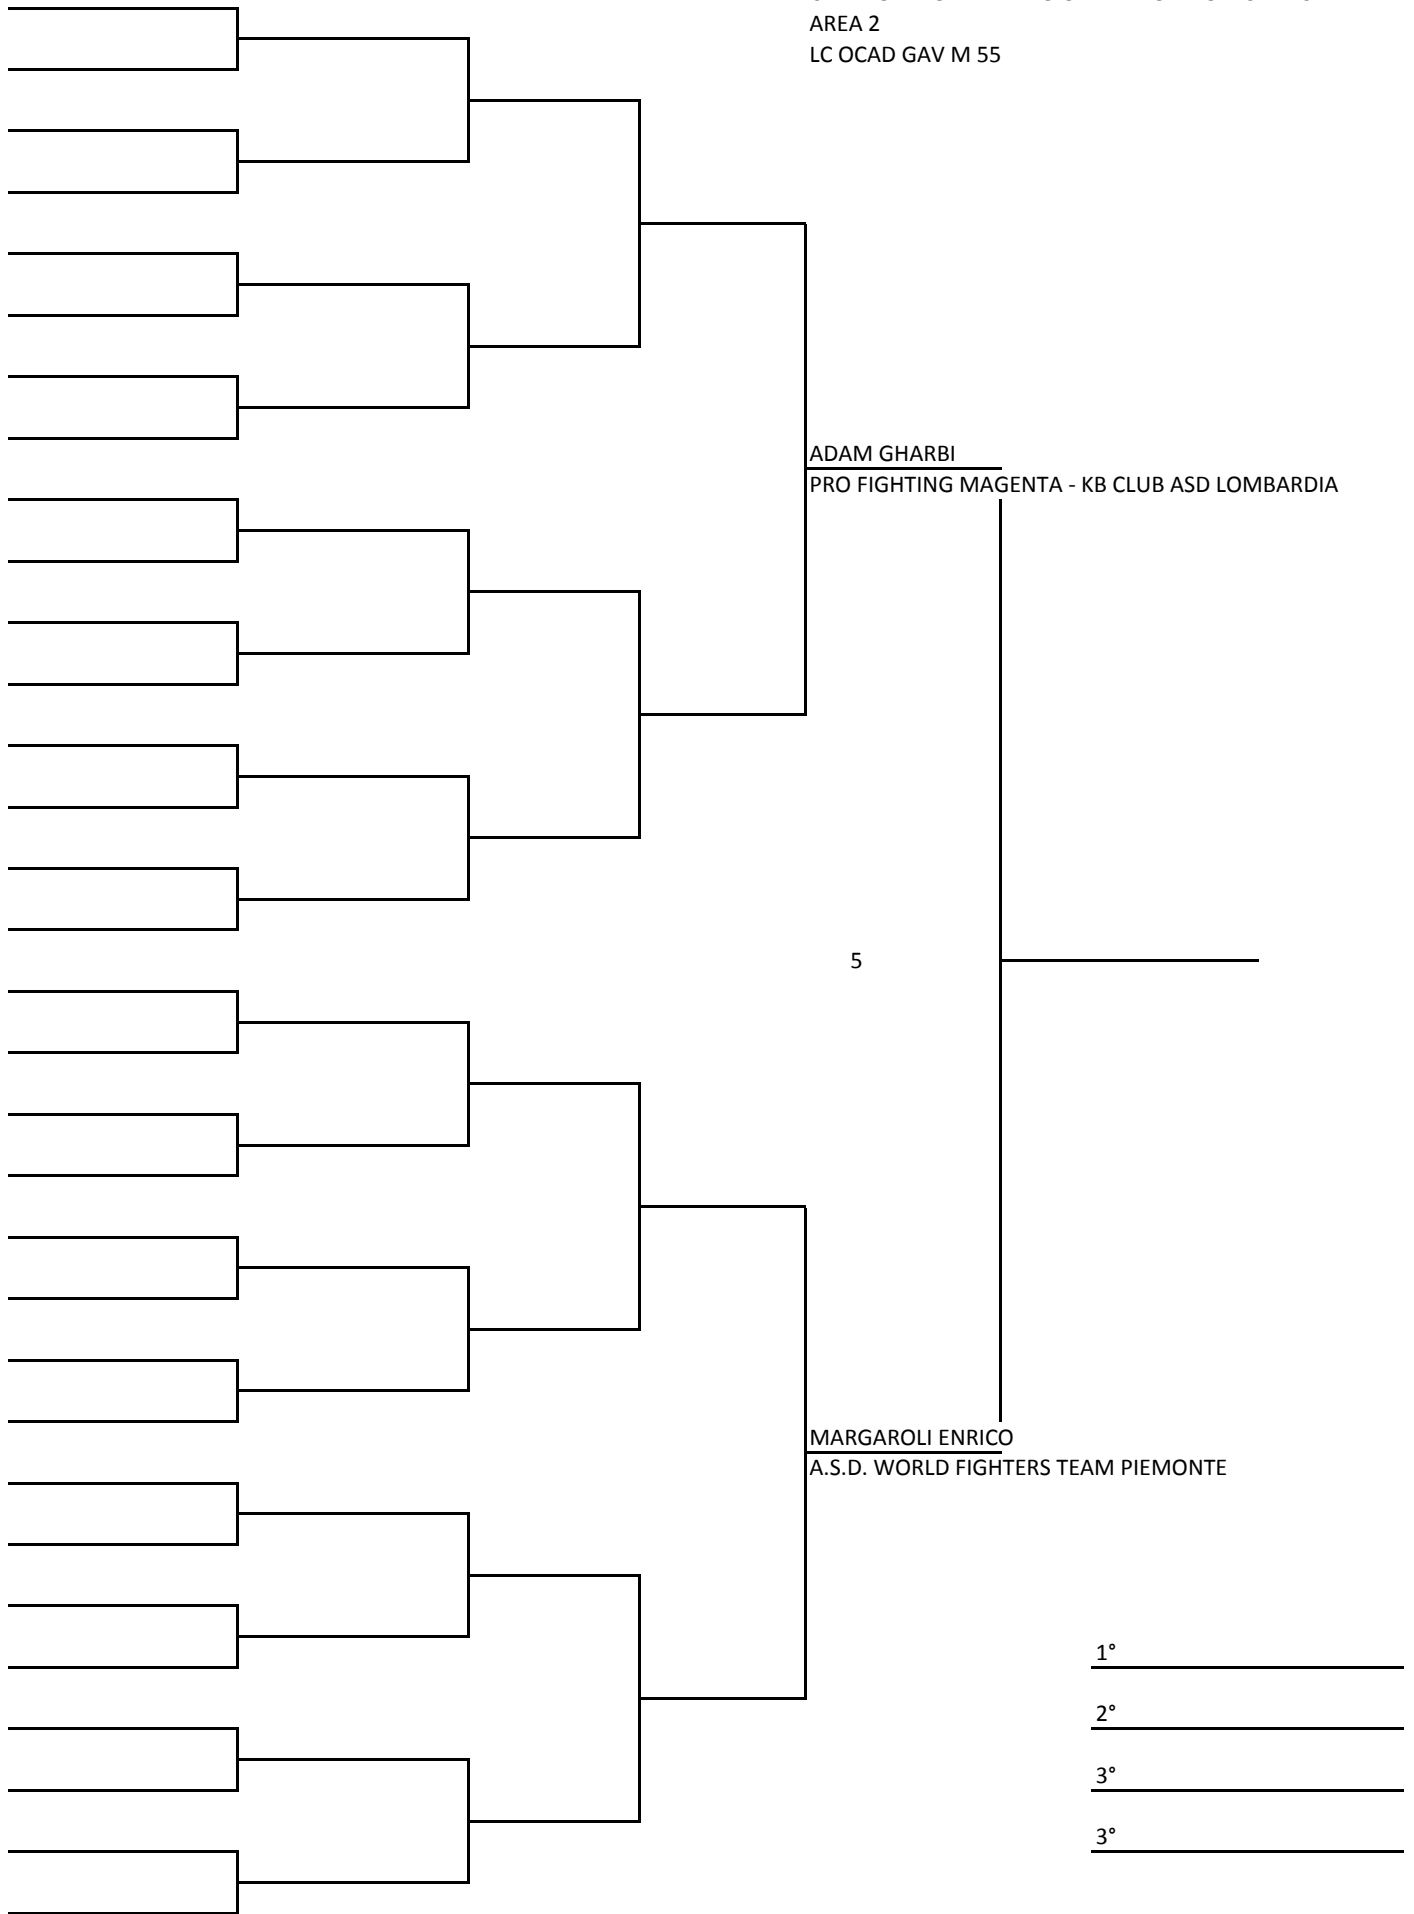 AREA 2
LC OCAD GAV M 55
ADAM GHARBI
PRO FIGHTING MAGENTA - KB CLUB ASD LOMBARDIA
5
MARGAROLI ENRICO
A.S.D. WORLD FIGHTERS TEAM PIEMONTE
1°
2°
3°
3°